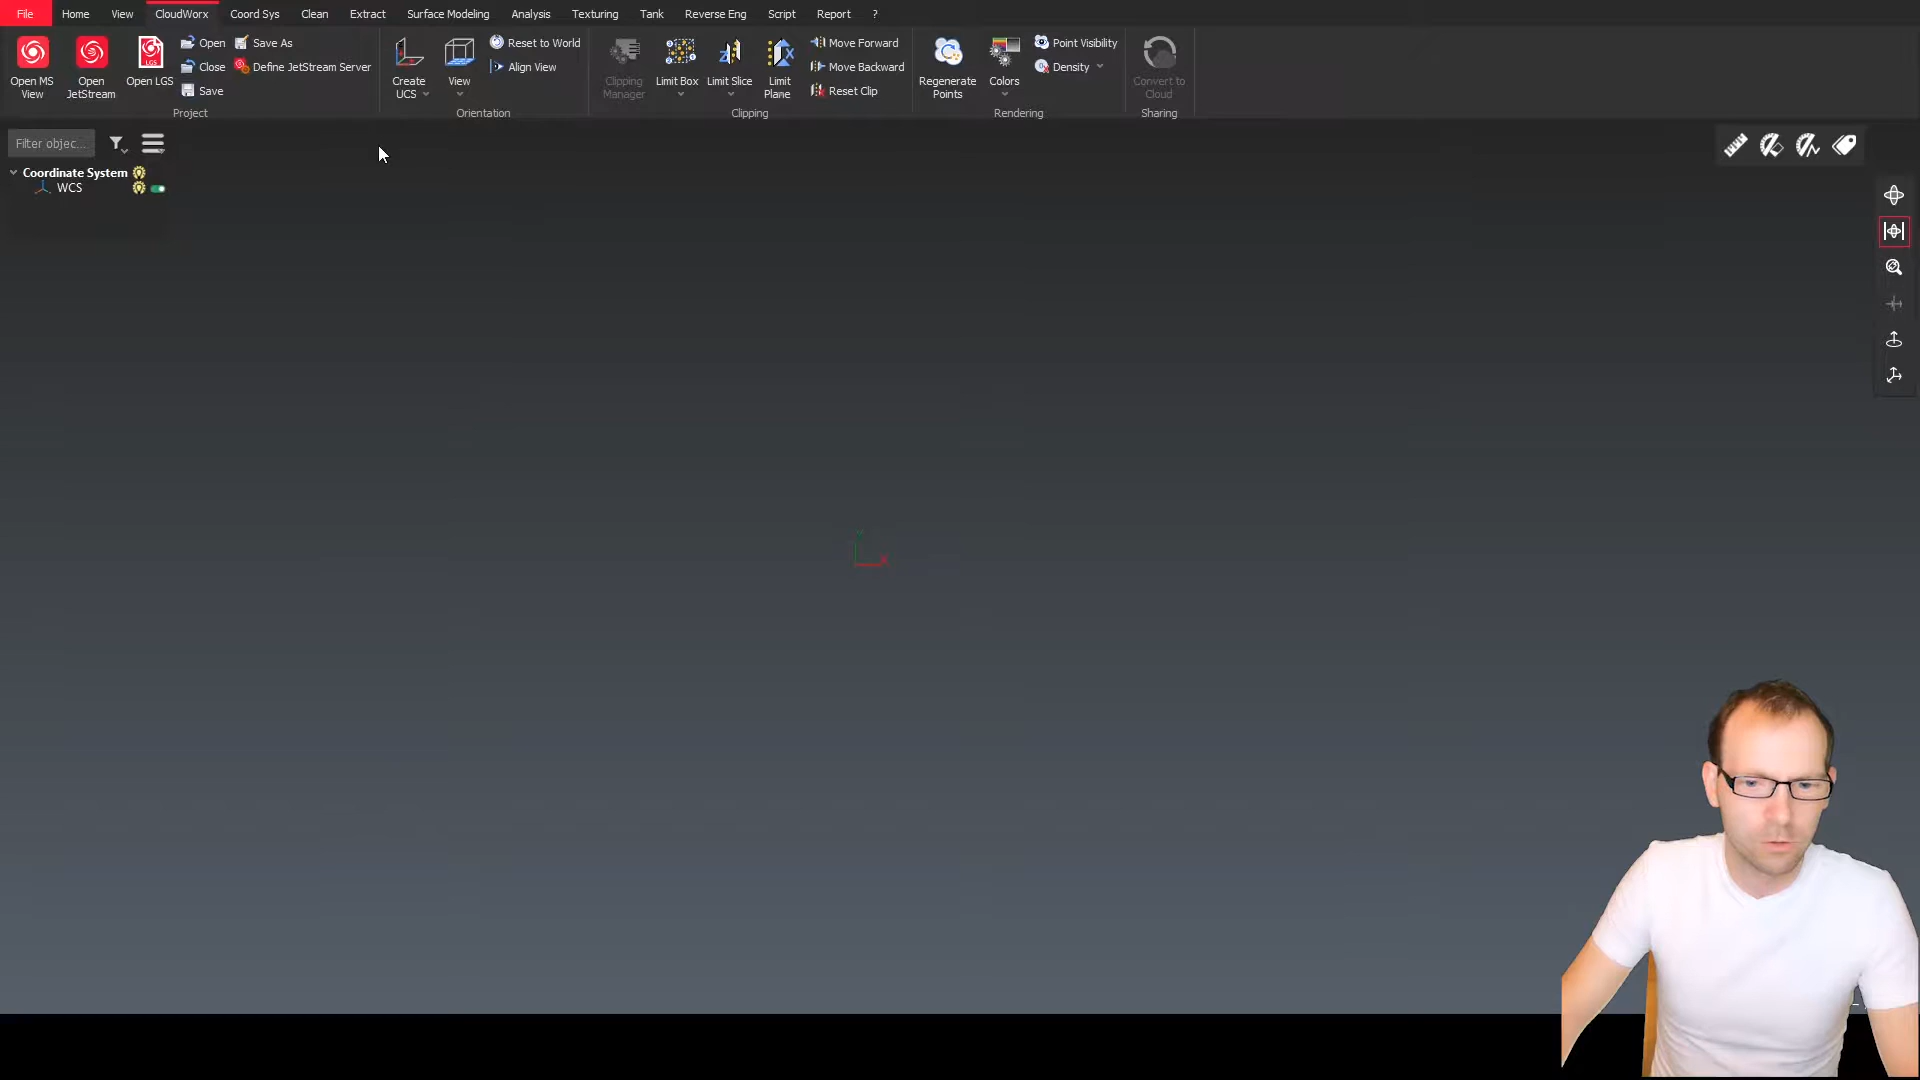 File Home View CloudWorx Coord Sys Clean Extract Surface Modeling Analysis Texturing Tank Reverse Eng Script Report ?
Open MS View
Open JetStream
Open LGS
Open
Close
Save
Save As
Define JetStream Server
Project
Create UCS
View
Reset to World
Align View
Orientation
Clipping Manager
Limit Box
Limit Slice
Limit Plane
Move Forward
Move Backward
Reset Clip
Clipping
Regenerate Points
Colors
Point Visibility
Density
Rendering
Convert to Cloud
Sharing
Filter objec...
Coordinate System
WCS